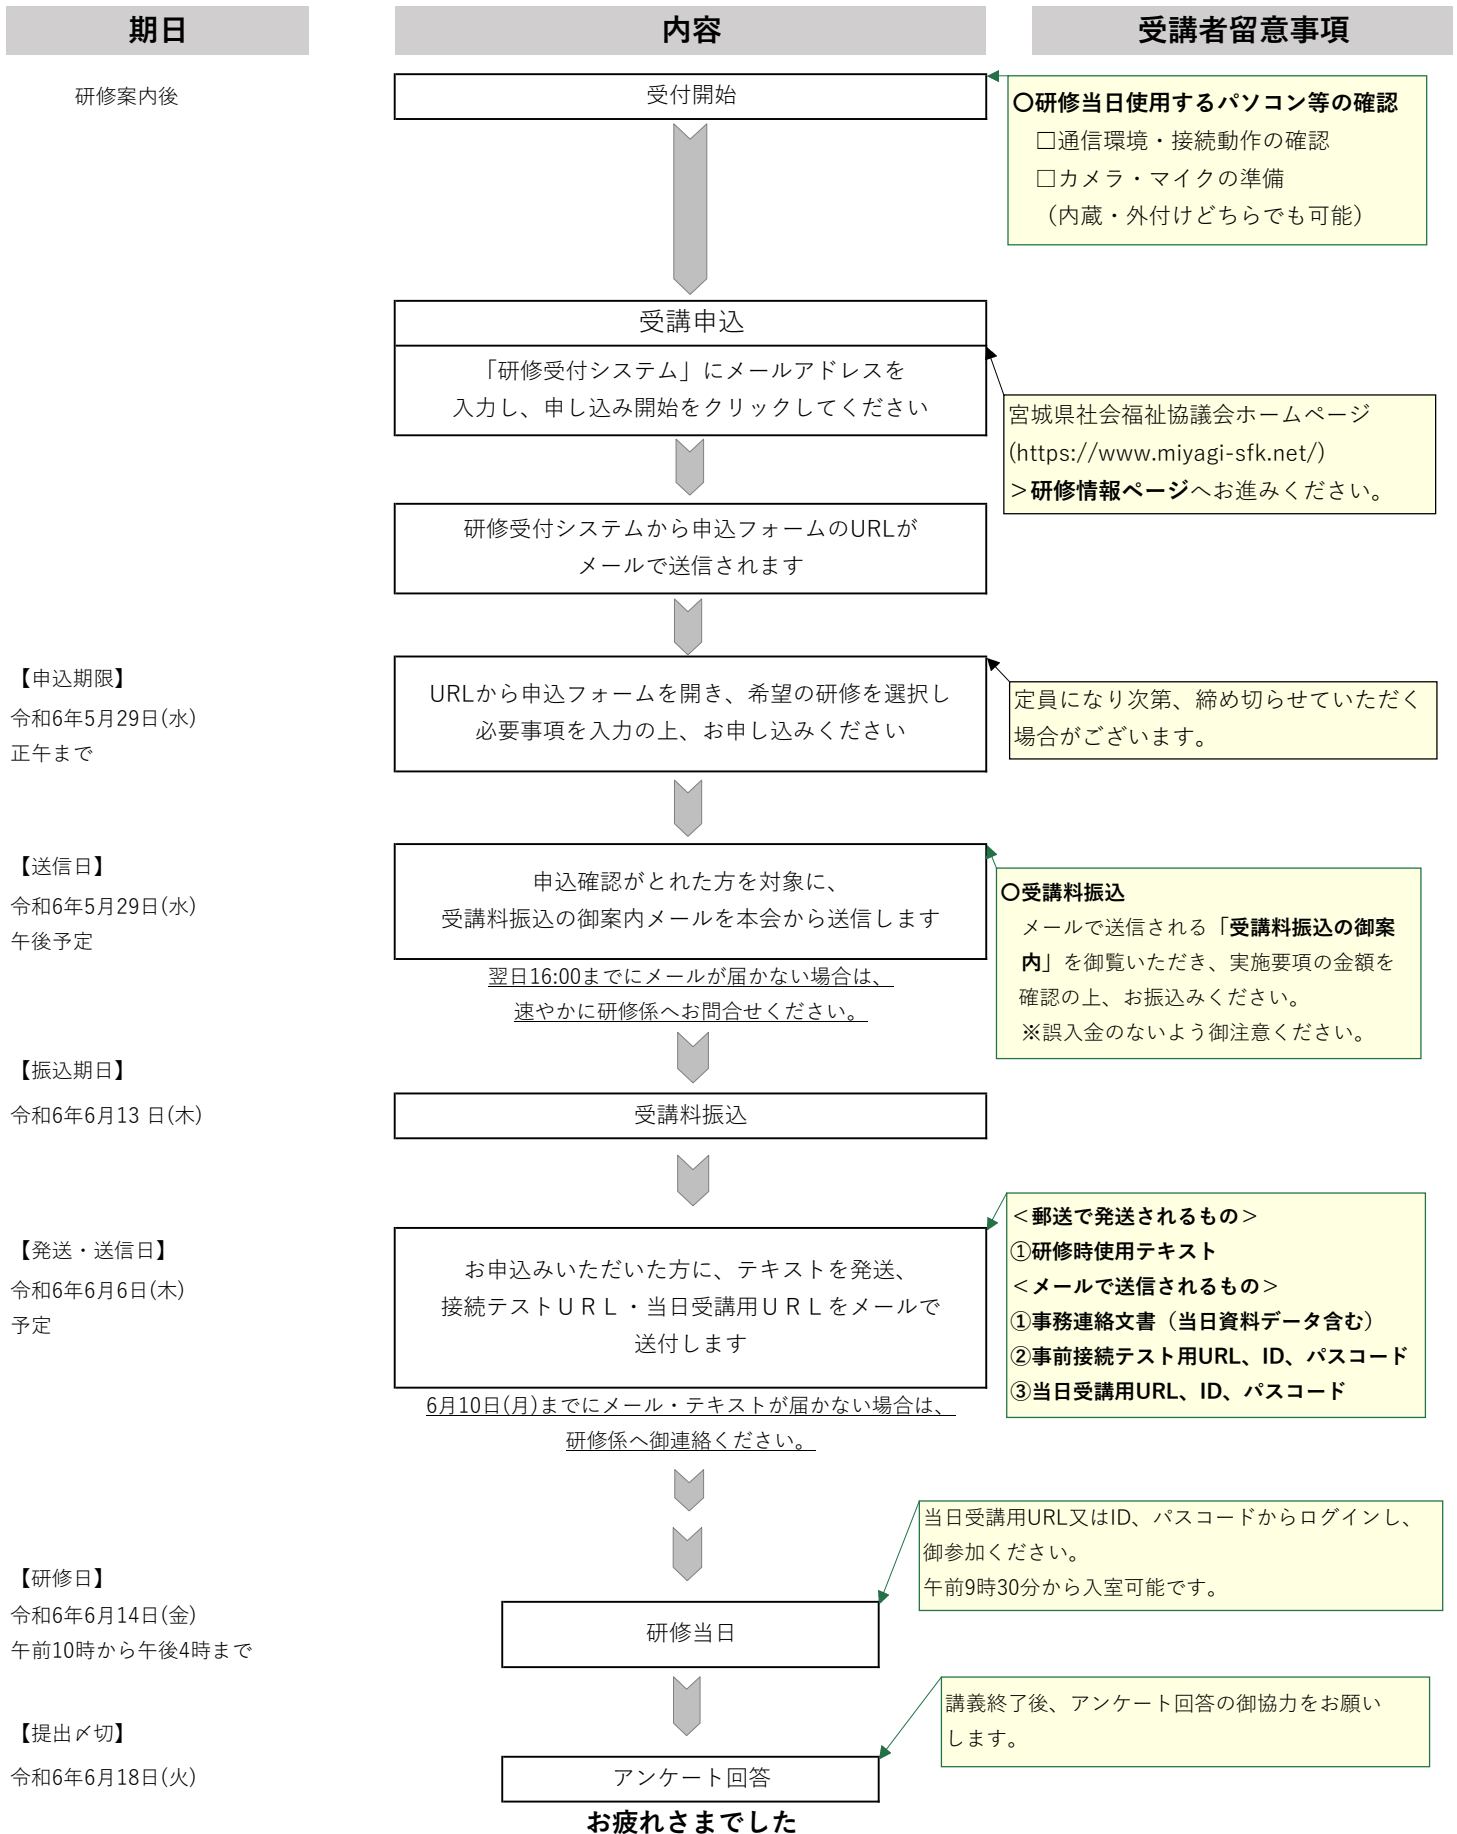 期日
内容
受講者留意事項
研修案内後
受付開始
〇研修当日使用するパソコン等の確認
□通信環境・接続動作の確認
□カメラ・マイクの準備
（内蔵・外付けどちらでも可能）
受講申込
「研修受付システム」にメールアドレスを
入力し、申し込み開始をクリックしてください
宮城県社会福祉協議会ホームページ
(https://www.miyagi-sfk.net/)
＞研修情報ページへお進みください。
研修受付システムから申込フォームのURLが
メールで送信されます
【申込期限】
令和6年5月29日(水)
正午まで
URLから申込フォームを開き、希望の研修を選択し
必要事項を入力の上、お申し込みください
定員になり次第、締め切らせていただく
場合がございます。
【送信日】
令和6年5月29日(水)
午後予定
申込確認がとれた方を対象に、
受講料振込の御案内メールを本会から送信します
翌日16:00までにメールが届かない場合は、
速やかに研修係へお問合せください。
〇受講料振込
メールで送信される「受講料振込の御案
内」を御覧いただき、実施要項の金額を
確認の上、お振込みください。
※誤入金のないよう御注意ください。
【振込期日】
令和6年6月13 日(木)
受講料振込
【発送・送信日】
令和6年6月6日(木)
予定
お申込みいただいた方に、テキストを発送、
接続テストＵＲＬ・当日受講用ＵＲＬをメールで
送付します
6月10日(月)までにメール・テキストが届かない場合は、
研修係へ御連絡ください。
＜郵送で発送されるもの＞
①研修時使用テキスト
＜メールで送信されるもの＞
①事務連絡文書（当日資料データ含む）
②事前接続テスト用URL、ID、パスコード
③当日受講用URL、ID、パスコード
当日受講用URL又はID、パスコードからログインし、
御参加ください。
午前9時30分から入室可能です。
【研修日】
令和6年6月14日(金)
午前10時から午後4時まで
研修当日
講義終了後、アンケート回答の御協力をお願い
します。
【提出〆切】
令和6年6月18日(火)
アンケート回答
お疲れさまでした